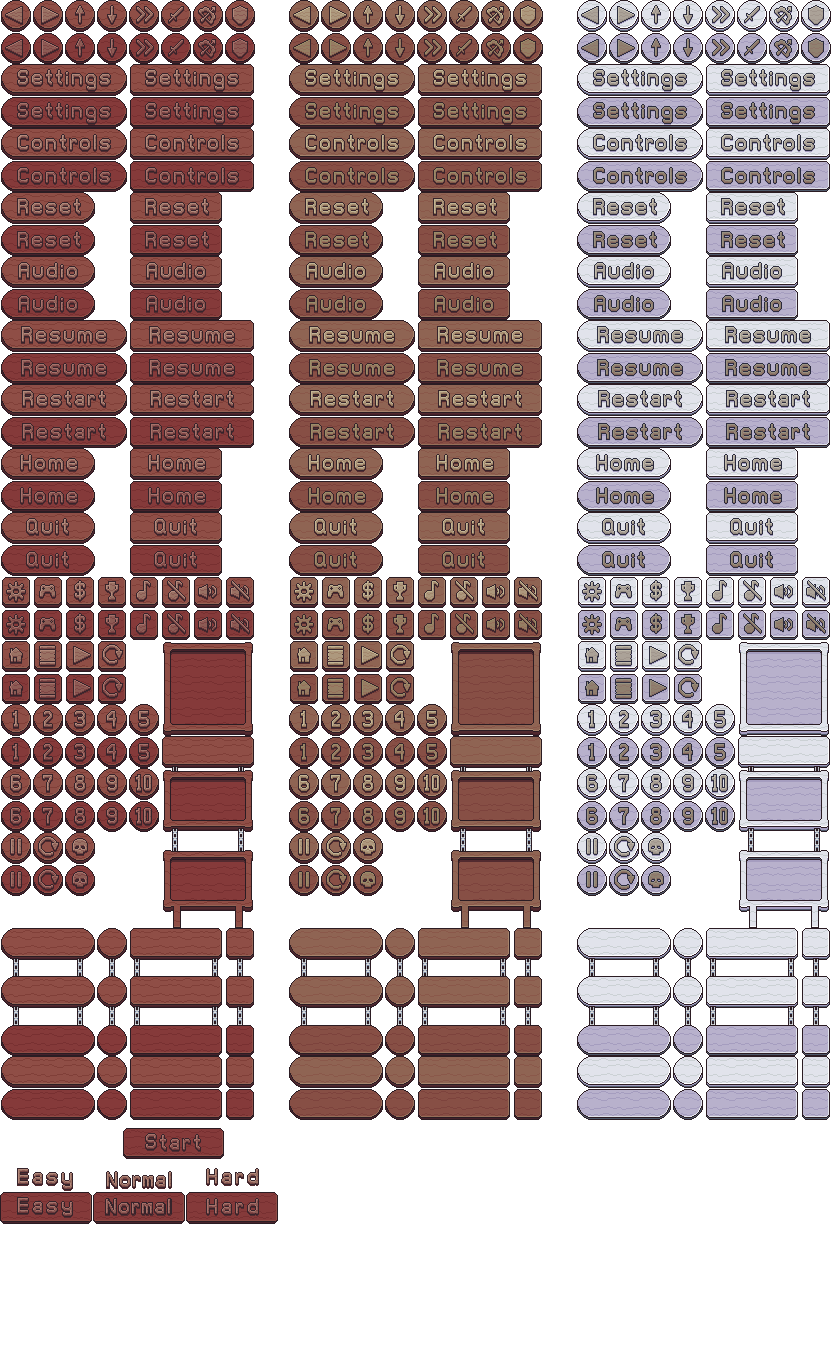 Settings Settings Settings Settings Settings Settings
Settings Settings Settings Settings Settings Settings
Controls Controls Controls Controls Controls Controls
Controls Controls Controls Controls Controls Controls
Reset Reset Reset Reset Reset Reset
Reset Reset Reset Reset Reset Reset
Audio Audio Audio Audio Audio Audio
Audio Audio Audio Audio Audio Audio
Resume Resume Resume Resume Resume Resume
Resume Resume Resume Resume Resume Resume
Restart Restart Restart Restart Restart Restart
Restart Restart Restart Restart Restart Restart
Home Home Home Home Home Home
Home Home Home Home Home Home
Quit Quit Quit Quit Quit Quit
Quit Quit Quit Quit Quit Quit
$ $ $
$ $ $
1 2 3 4 5 1 2 3 4 5 1 2 3 4 5
1 2 3 4 5 1 2 3 4 5 1 2 3 4 5
6 7 8 9 10 6 7 8 9 10 6 7 8 9 10
6 7 8 9 10 6 7 8 9 10 6 7 8 9 10
Start
Easy Normal Hard
Easy Normal Hard